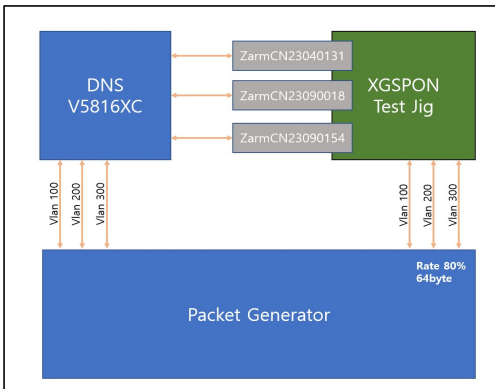 DNS
V5816XC
ZarmCN23040131
ZarmCN23090018
ZarmCN23090154
XGSPON
Test Jig
Vlan 100
Vlan 200
Vlan 300
Vlan 100
Vlan 200
Vlan 300
Rate 80%
64byte
Packet Generator